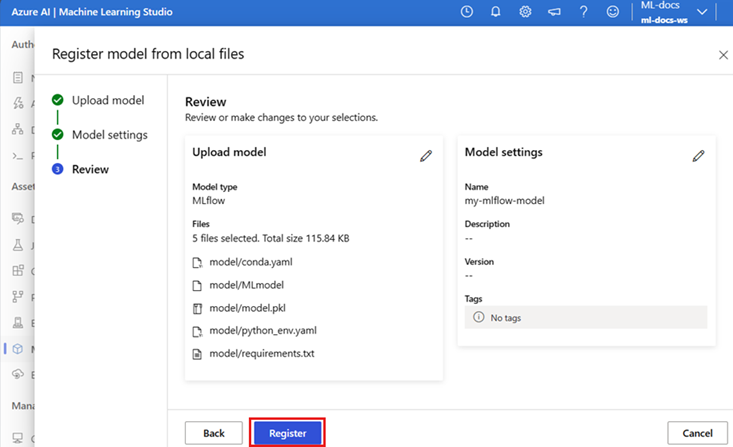 Azure AI | Machine Learning Studio
ML-docs
ml-docs-ws
Register model from local files
Upload model
Model settings
3
Review
Review
Review or make changes to your selections.
Upload model
Model type
MLflow
Files
5 files selected. Total size 115.84 KB
model/conda.yaml
model/MLmodel
model/model.pkl
model/python_env.yaml
model/requirements.txt
Model settings
Name
my-mlflow-model
Description
--
Version
--
Tags
No tags
Back
Register
Cancel